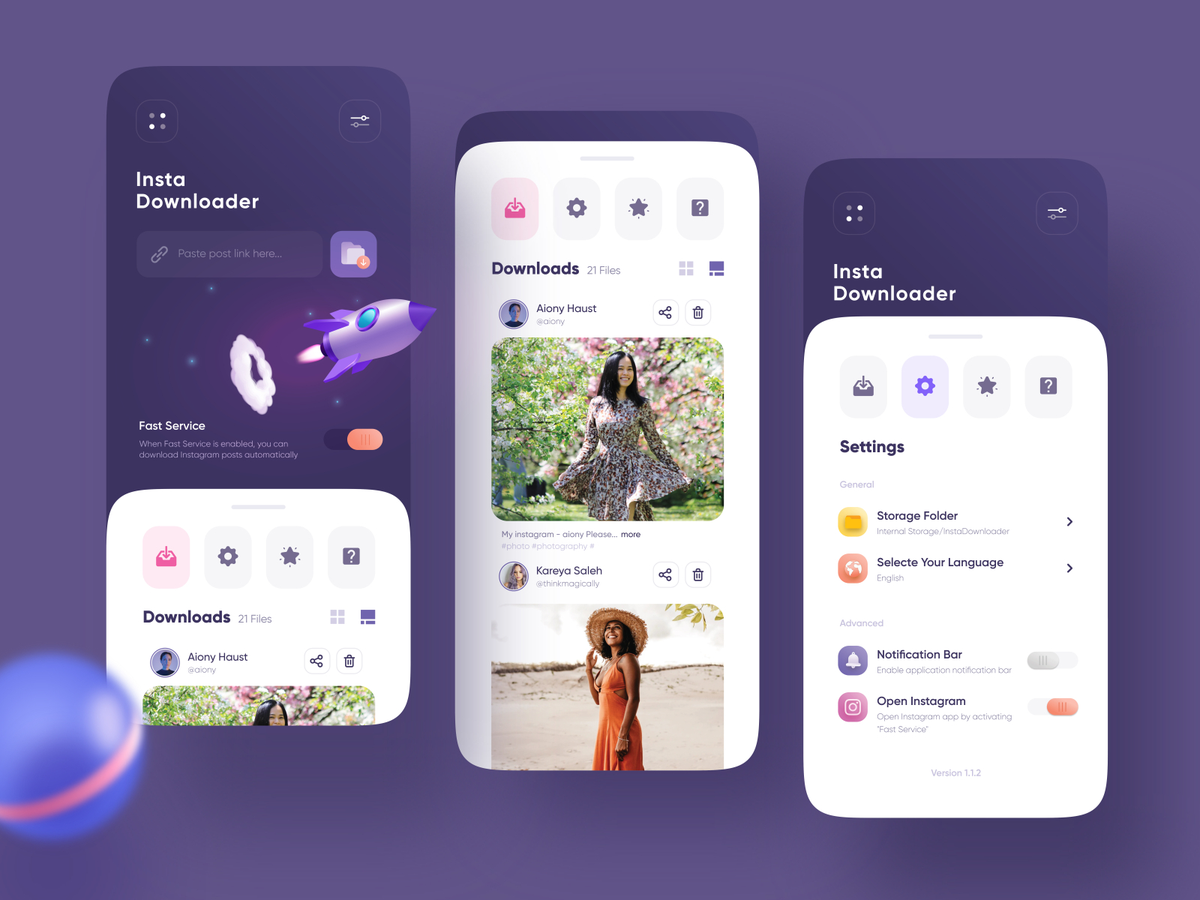 Insta
Downloader
Paste post link here...
Fast Service
When Fast Service is enabled, you can
download Instagram posts automatically
?
Downloads 21 Files
Aiony Haust
@aiony
?
Downloads 21 Files
Aiony Haust
@aiony
My instagram - aiony Please... more
#photo #photography #
Kareya Saleh
@thinkmagically
Insta
Downloader
?
Settings
General
Storage Folder
Internal Storage/InstaDownloader
Selecte Your Language
English
Advanced
Notification Bar
Enable application notification bar
Open Instagram
Open Instagram app by activating
"Fast Service"
Version 1.1.2